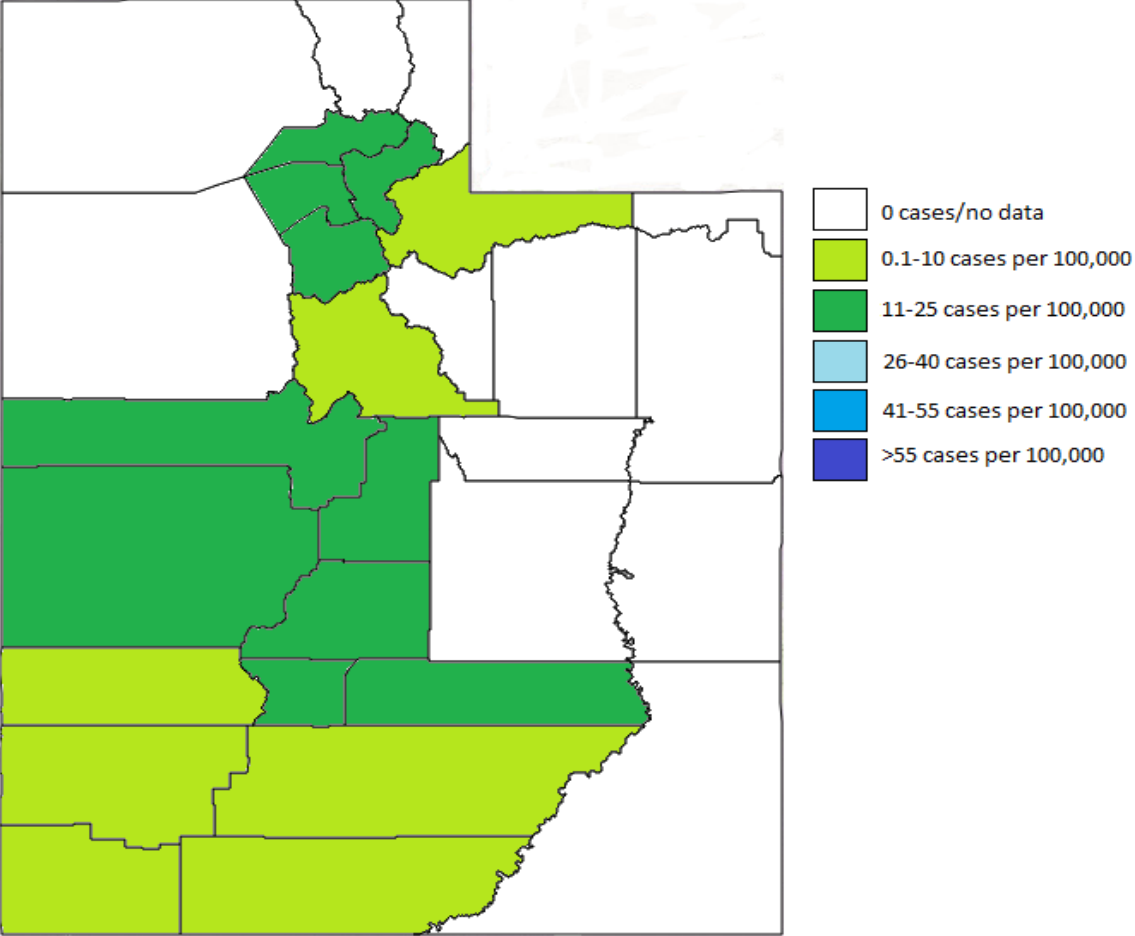 0 cases/no data
0.1-10 cases per 100,000
11-25 cases per 100,000
26-40 cases per 100,000
41-55 cases per 100,000
>55 cases per 100,000